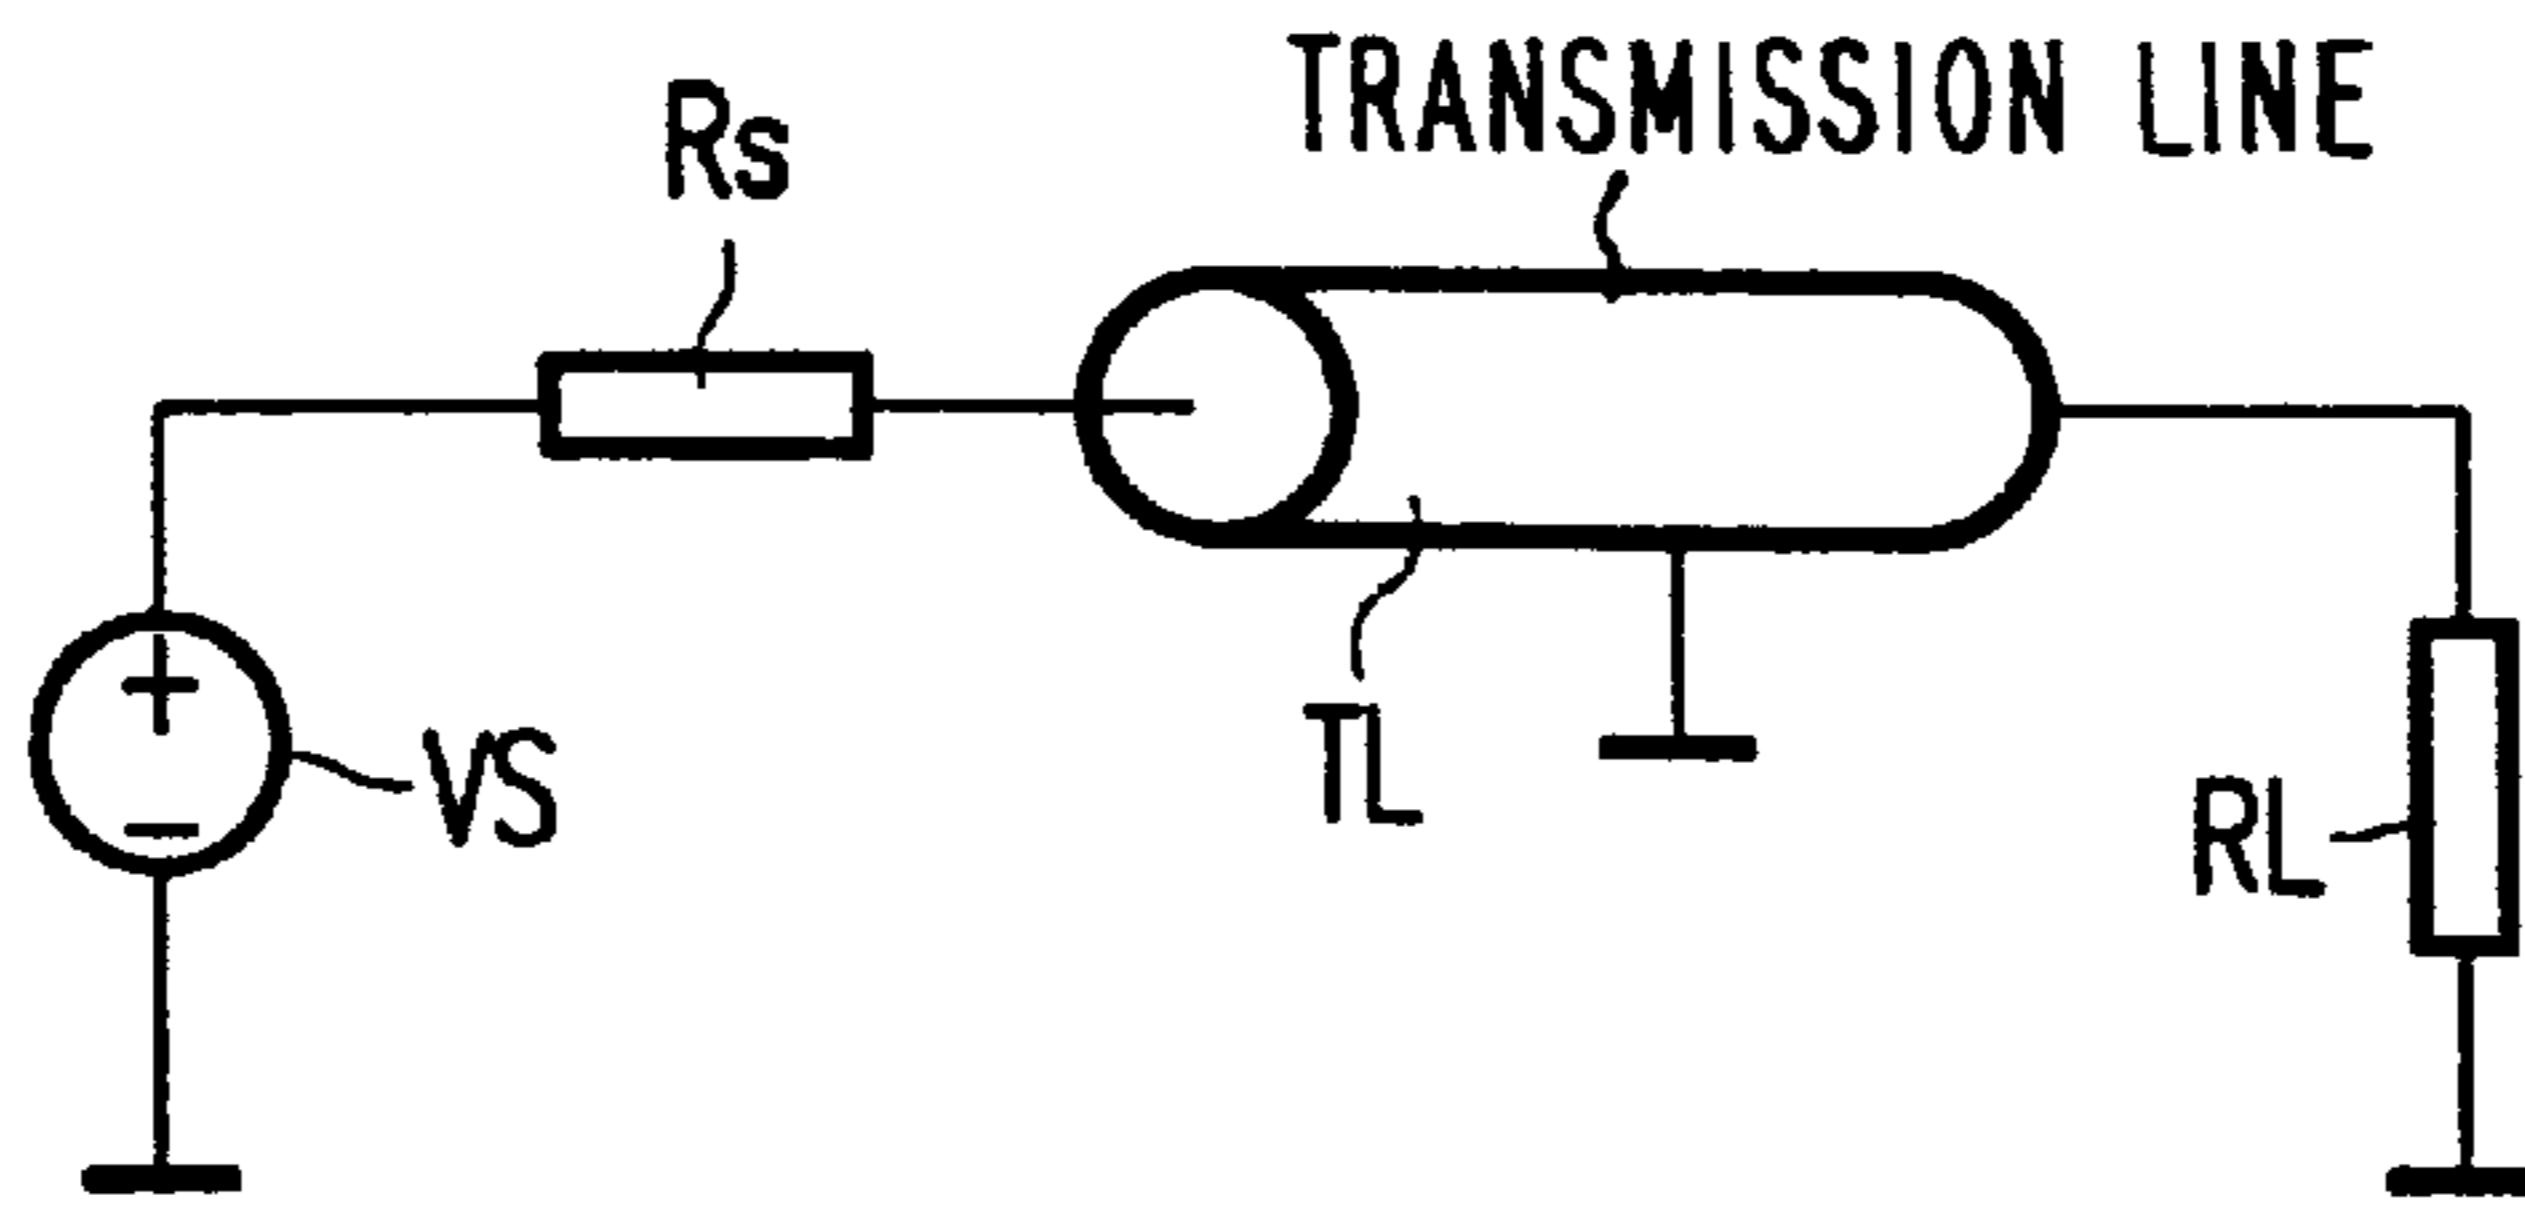 TRANSMISSION LINE
Rs
+
−
VS
TL
RL